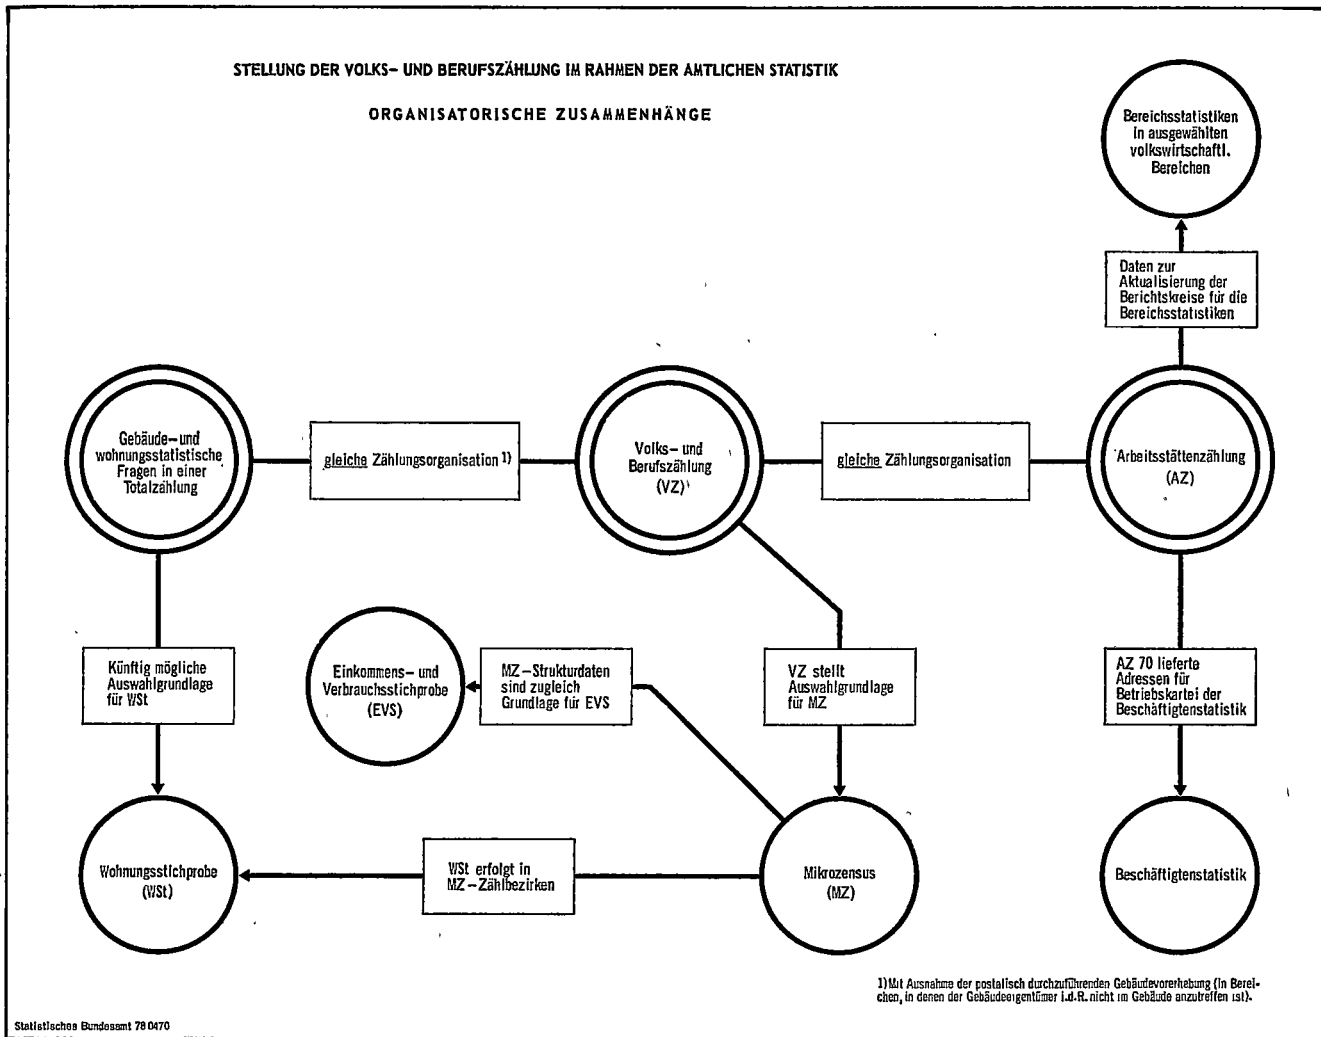 STELLUNG DER VOLKS- UND BERUFSZÄHLUNG IM RAHMEN DER AMTLICHEN STATISTIK
ORGANISATORISCHE ZUSAMMENHÄNGE
Bereichsstatistiken
in ausgewählten
volkswirtschaftl.
Bereichen
Daten zur
Aktualisierung der
Berichtskreise für die
Bereichsstatistiken
Gebäude- und
wohnungsstatistische
Fragen in einer
Totalzählung
gleiche Zählungsorganisation 1)
Volks- und
Berufszählung
(VZ)
gleiche Zählungsorganisation
Arbeitsstättenzählung
(AZ)
Künftig mögliche
Auswahlgrundlage
für WSt
Einkommens- und
Verbrauchsstichprobe
(EVS)
MZ-Strukturdaten
sind zugleich
Grundlage für EVS
VZ stellt
Auswahlgrundlage
für MZ
AZ 70 lieferte
Adressen für
Betriebskartei der
Beschäftigtenstatistik
Wohnungsstichprobe
(WSt)
WSt erfolgt in
MZ-Zählbezirken
Mikrozensus
(MZ)
Beschäftigtenstatistik
1) Mit Ausnahme der postalisch durchzuführenden Gebäudevorerhebung (in Berei-
chen, in denen der Gebäudeeigentümer i.d.R. nicht im Gebäude anzutreffen ist).
Statistisches Bundesamt 78 0470